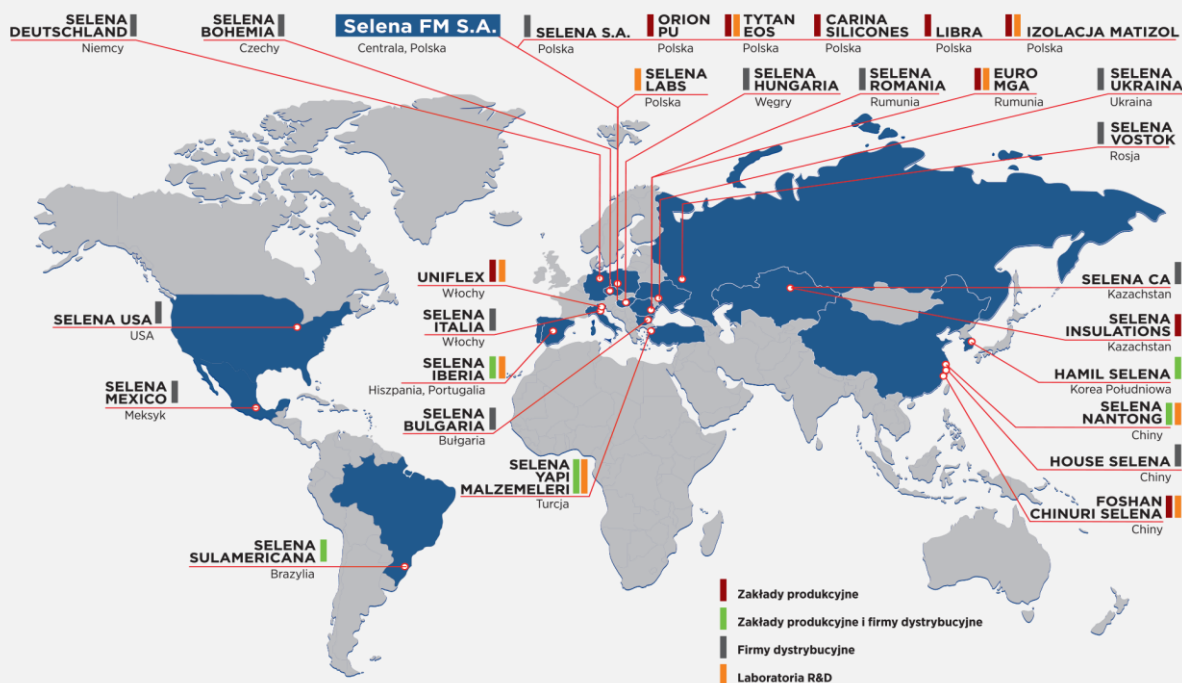 SELENA
DEUTSCHLAND
Niemcy
SELENA
BOHEMIA
Czechy
Selena FM S.A.
Centrala, Polska
SELENA S.A.
Polska
ORION
PU
Polska
TYTAN
EOS
Polska
CARINA
SILICONES
Polska
LIBRA
Polska
IZOLACJA MATIZOL
Polska
SELENA
LABS
Polska
SELENA
HUNGARIA
Węgry
SELENA
ROMANIA
Rumunia
EURO
MGA
Rumunia
SELENA
UKRAINA
Ukraina
SELENA
VOSTOK
Rosja
UNIFLEX
Włochy
SELENA
ITALIA
Włochy
SELENA
IBERIA
Hiszpania, Portugalia
SELENA
BULGARIA
Bułgaria
SELENA
YAPI
MALZEMELERI
Turcja
SELENA USA
USA
SELENA
MEXICO
Meksyk
SELENA
SULAMERICANA
Brazylia
SELENA CA
Kazachstan
SELENA
INSULATIONS
Kazachstan
HAMIL SELENA
Korea Południowa
SELENA
NANTONG
Chiny
HOUSE SELENA
Chiny
FOSHAN
CHINURI SELENA
Chiny
Zakłady produkcyjne
Zakłady produkcyjne i firmy dystrybucyjne
Firmy dystrybucyjne
Laboratoria R&D